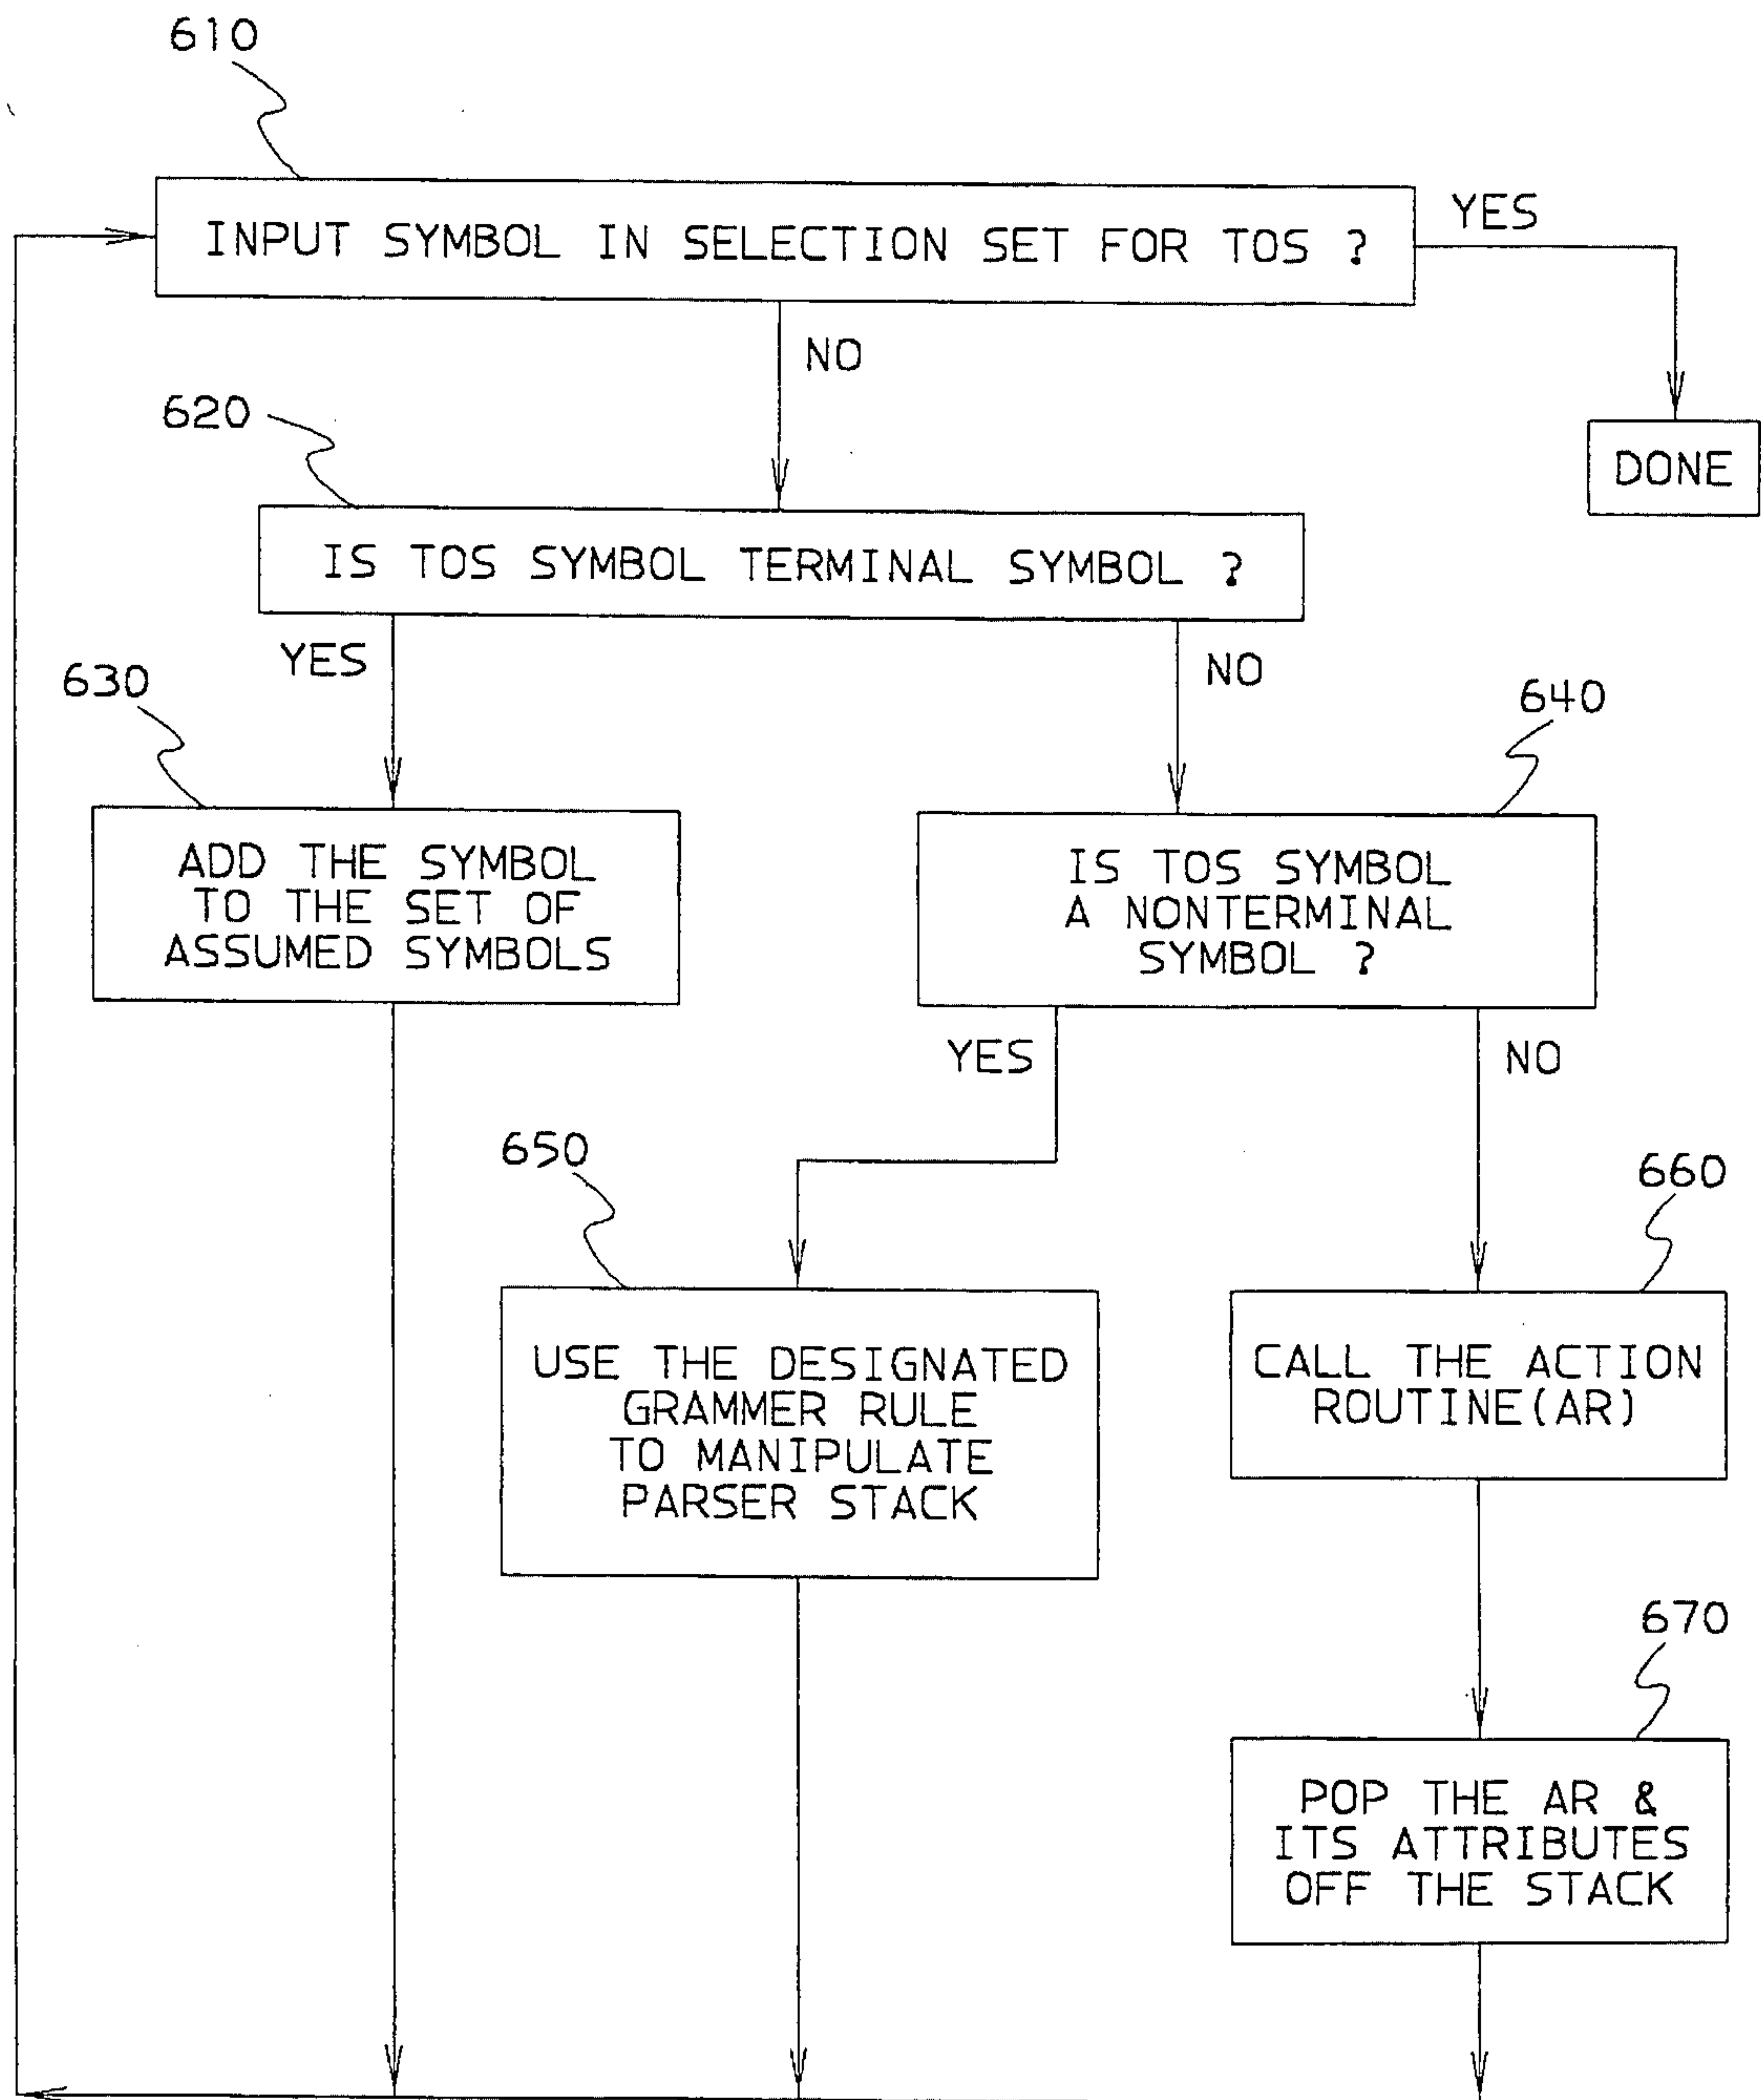 610
INPUT SYMBOL IN SELECTION SET FOR TOS ?
YES
NO
DONE
620
IS TOS SYMBOL TERMINAL SYMBOL ?
YES
NO
630
640
ADD THE SYMBOL
TO THE SET OF
ASSUMED SYMBOLS
IS TOS SYMBOL
A NONTERMINAL
SYMBOL ?
YES
NO
650
660
USE THE DESIGNATED
GRAMMER RULE
TO MANIPULATE
PARSER STACK
CALL THE ACTION
ROUTINE(AR)
670
POP THE AR &
ITS ATTRIBUTES
OFF THE STACK